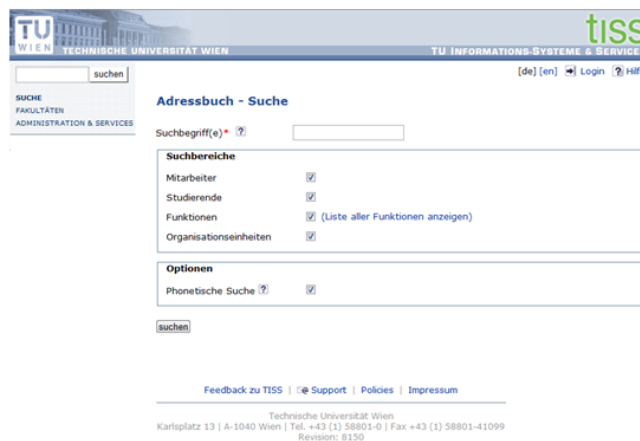 TU
WIEN
TECHNISCHE UNIVERSITÄT WIEN
tiss
TU INFORMATIONS-SYSTEME & SERVICE
suchen
[de] [en] Login ? Hilf
SUCHE
FAKULTÄTEN
ADMINISTRATION & SERVICES
Adressbuch - Suche
Suchbegriff(e)* ?
Suchbereiche
Mitarbeiter
Studierende
Funktionen (Liste aller Funktionen anzeigen)
Organisationseinheiten
Optionen
Phonetische Suche ?
suchen
Feedback zu TISS | Support | Policies | Impressum
Technische Universität Wien
Karlsplatz 13 | A-1040 Wien | Tel. +43 (1) 58801-0 | Fax +43 (1) 58801-41099
Revision: 8150